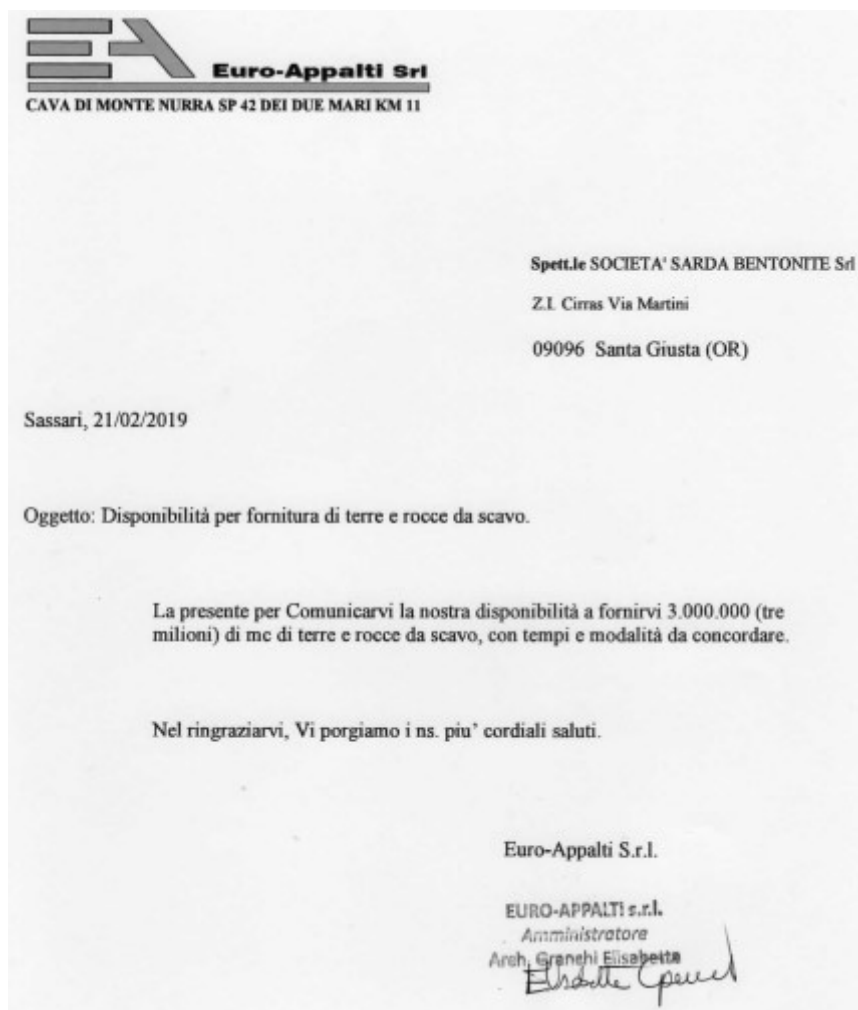 EA
Euro-Appalti Srl
CAVA DI MONTE NURRA SP 42 DEI DUE MARI KM 11
Spett.le SOCIETA' SARDA BENTONITE Srl
Z.I. Cirras Via Martini
09096 Santa Giusta (OR)
Sassari, 21/02/2019
Oggetto: Disponibilità per fornitura di terre e rocce da scavo.
La presente per Comunicarvi la nostra disponibilità a fornirvi 3.000.000 (tre
milioni) di mc di terre e rocce da scavo, con tempi e modalità da concordare.
Nel ringraziarvi, Vi porgiamo i ns. piu’ cordiali saluti.
Euro-Appalti S.r.l.
EURO-APPALTI s.r.l.
Amministratore
Arch. Granchi Elisabetta
Elisabetta